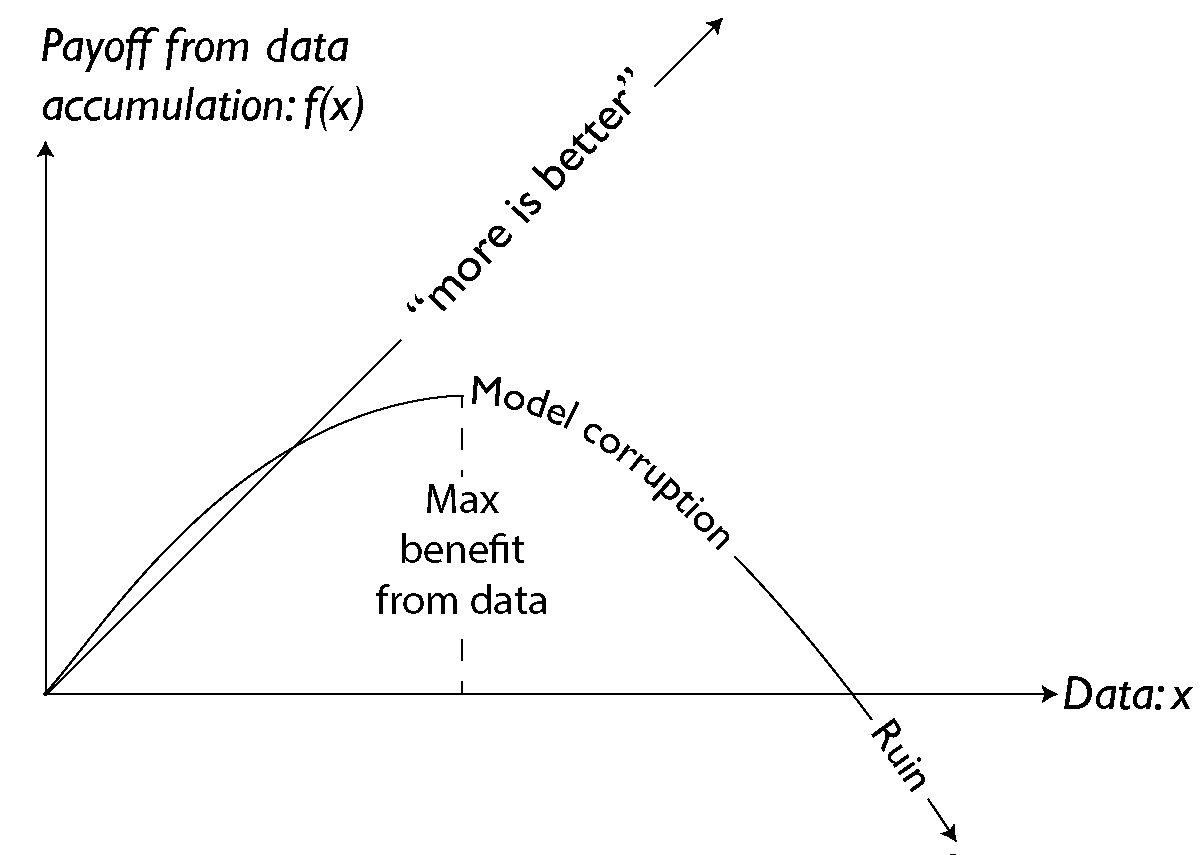 Payoff from data
accumulation: f(x)
“more is better”
Model corruption
Max
benefit
from data
Data: x
Ruin